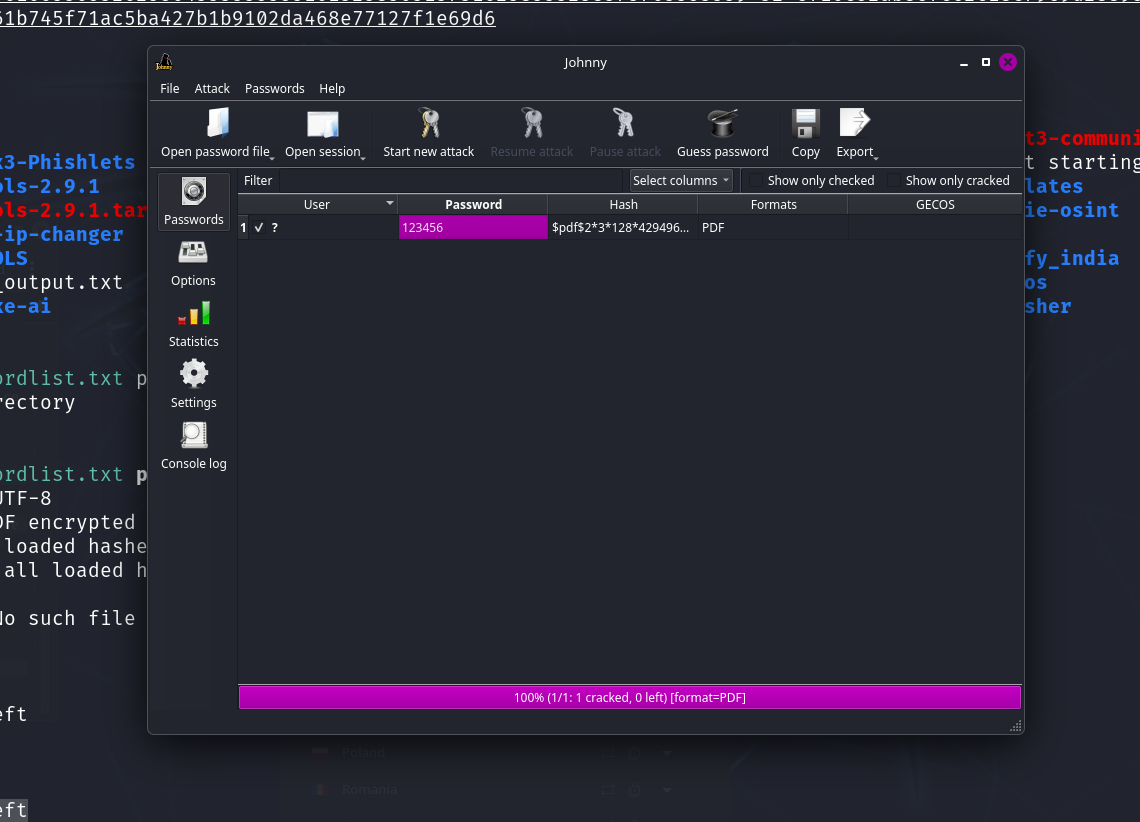 61b745f71ac5ba427b1b9102da468e77127f1e69d6
Johnny
File Attack Passwords Help
Open password file Open session Start new attack Resume attack Pause attack Guess password Copy Export
Filter Select columns Show only checked Show only cracked
Passwords
User Password Hash Formats GECOS
1 ? 123456 $pdf$2*3*128*429496... PDF
Options
Statistics
Settings
Console log
100% (1/1: 1 cracked, 0 left) [format=PDF]
x3-Phishlets
ols-2.9.1
ols-2.9.1.tar
-ip-changer
OLS
_output.txt
ke-ai
ordlist.txt p
rectory
ordlist.txt p
UTF-8
DF encrypted
loaded hashe
all loaded h
No such file
eft
eft
t3-communi
t starting
lates
ie-osint
fy_india
os
sher
Poland
Romania